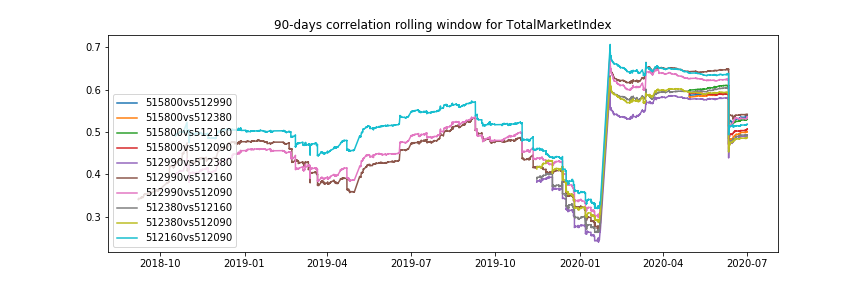 90-days correlation rolling window for TotalMarketIndex
0.7
0.6
0.5
0.4
0.3
515800vs512990
515800vs512380
515800vs512160
515800vs512090
512990vs512380
512990vs512160
512990vs512090
512380vs512160
512380vs512090
512160vs512090
2018-10 2019-01 2019-04 2019-07 2019-10 2020-01 2020-04 2020-07